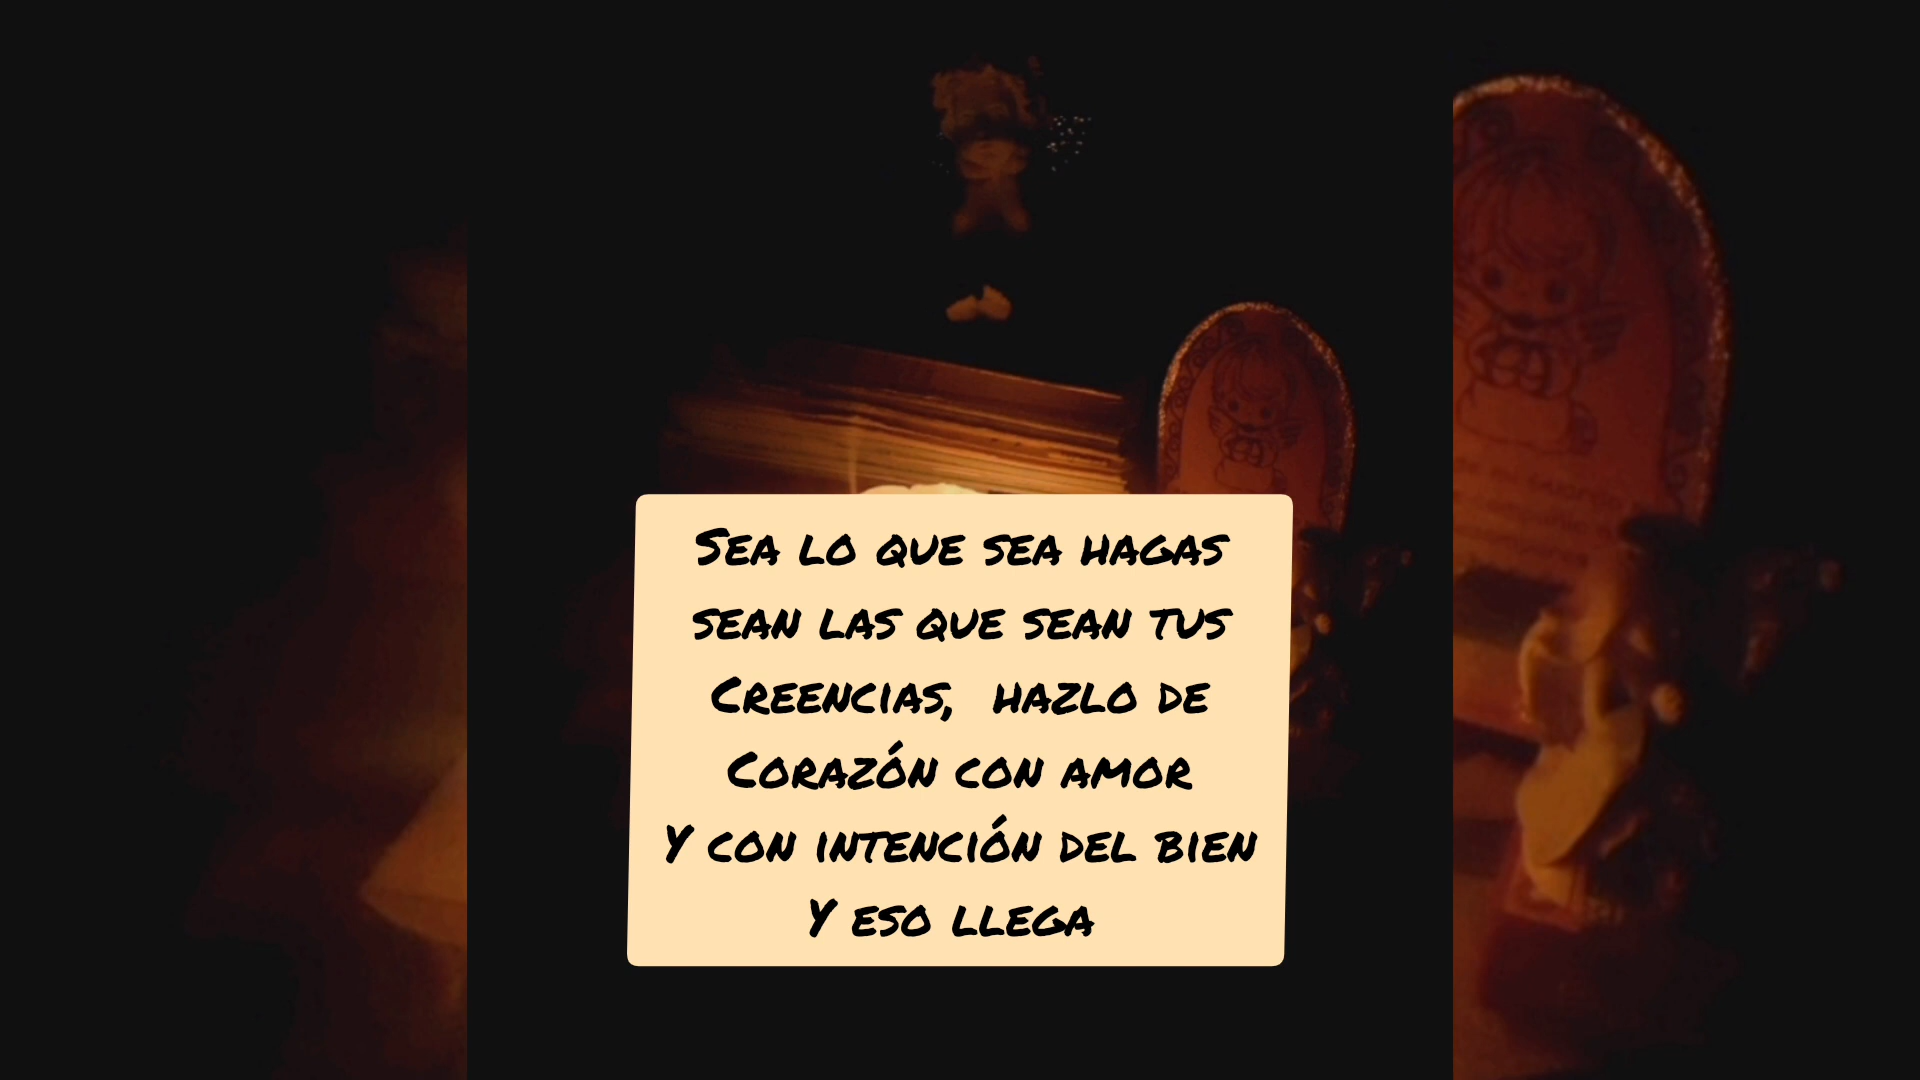 Sea lo que sea hagas
sean las que sean tus
Creencias, hazlo de
Corazón con amor
Y con intención del bien
Y eso llega